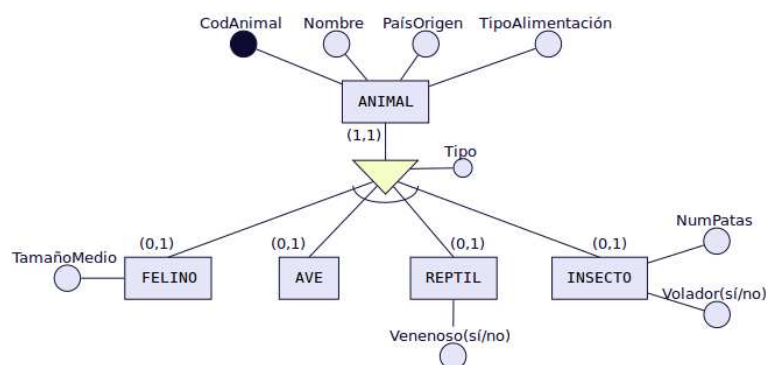 CodAnimal
Nombre
PaísOrigen
TipoAlimentación
ANIMAL
(1,1)
Tipo
(0,1)
(0,1)
(0,1)
(0,1)
NumPatas
TamañoMedio
FELINO
AVE
REPTIL
INSECTO
Volador(sí/no)
Venenoso(sí/no)